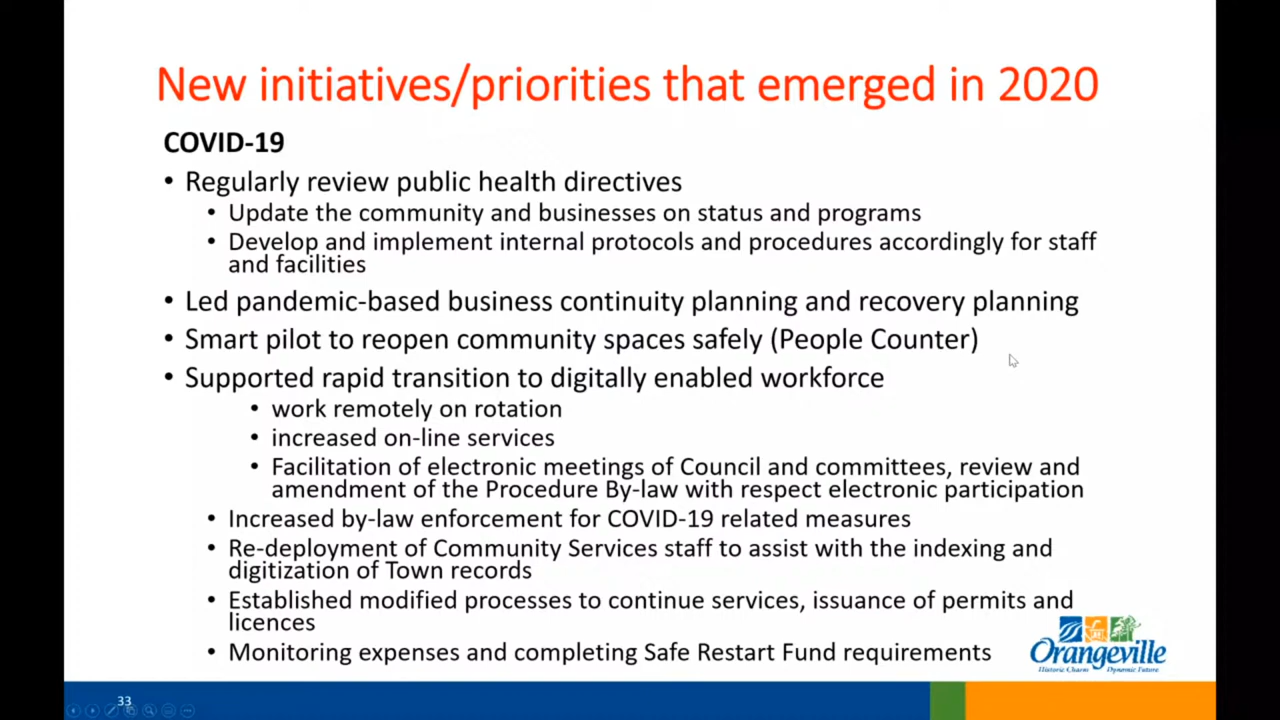 New initiatives/priorities that emerged in 2020
COVID-19
• Regularly review public health directives
• Update the community and businesses on status and programs
• Develop and implement internal protocols and procedures accordingly for staff
and facilities
• Led pandemic-based business continuity planning and recovery planning
• Smart pilot to reopen community spaces safely (People Counter)
• Supported rapid transition to digitally enabled workforce
• work remotely on rotation
• increased on-line services
• Facilitation of electronic meetings of Council and committees, review and
amendment of the Procedure By-law with respect electronic participation
• Increased by-law enforcement for COVID-19 related measures
• Re-deployment of Community Services staff to assist with the indexing and
digitization of Town records
• Established modified processes to continue services, issuance of permits and
licences
• Monitoring expenses and completing Safe Restart Fund requirements
Orangeville
Historic Charm Dynamic Future
33